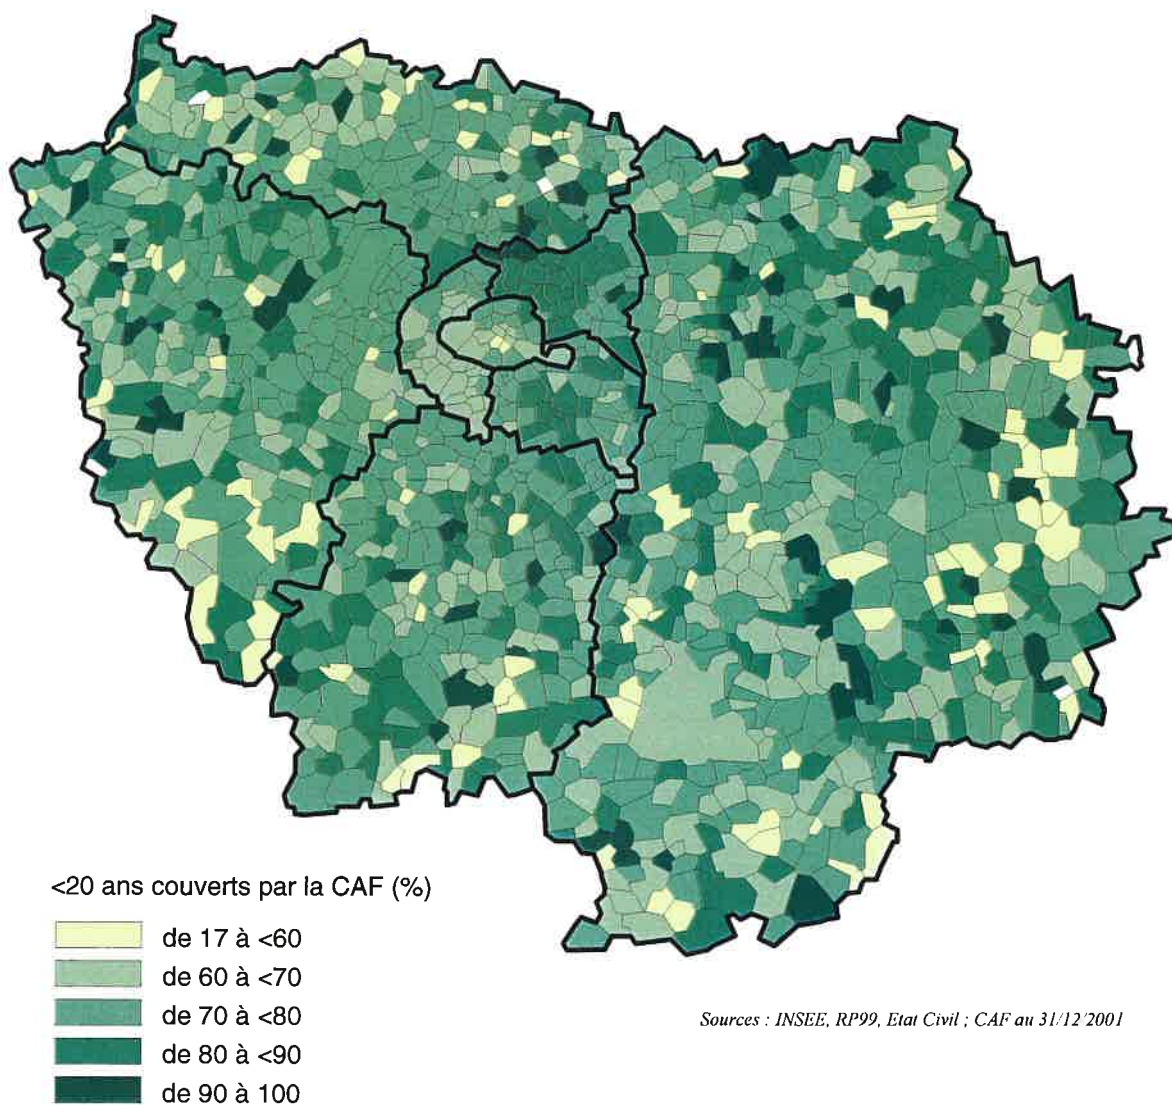 <20 ans couverts par la CAF (%)
de 17 à <60
de 60 à <70
de 70 à <80
de 80 à <90
de 90 à 100
Sources : INSEE, RP99, Etat Civil ; CAF au 31/12/2001